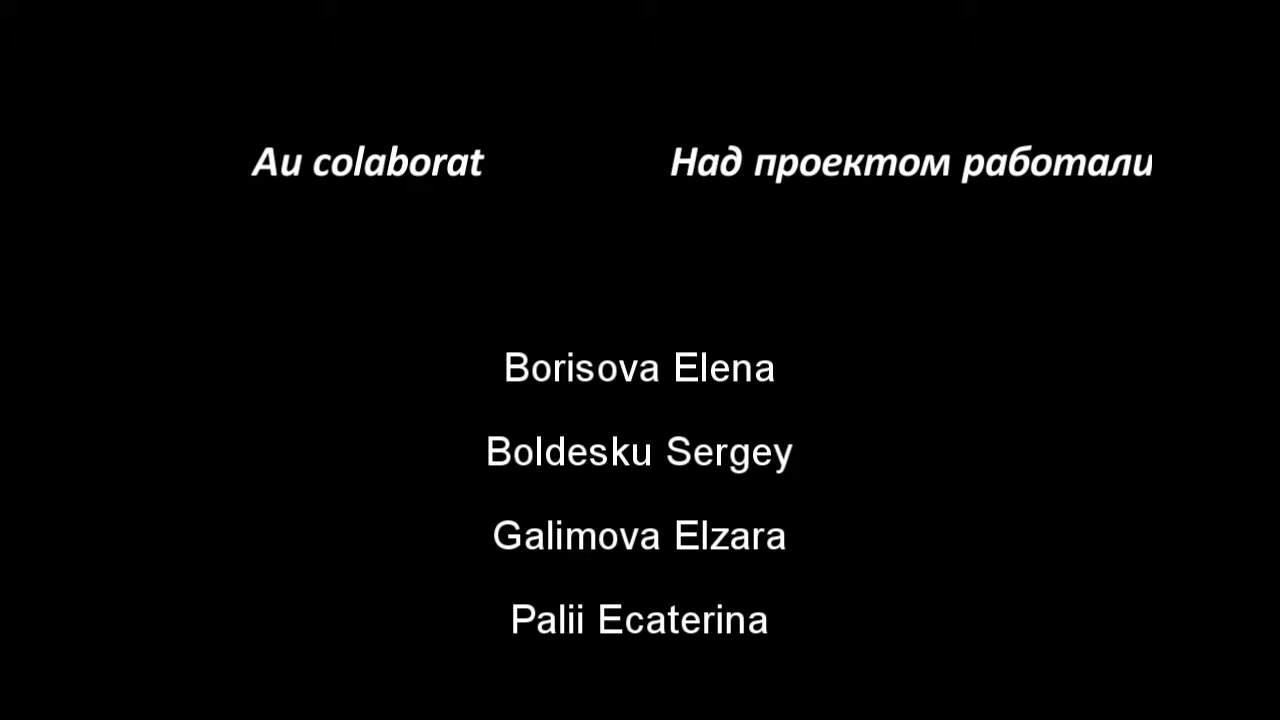 Au colaborat Над проектом работали
Borisova Elena
Boldesku Sergey
Galimova Elzara
Palii Ecaterina